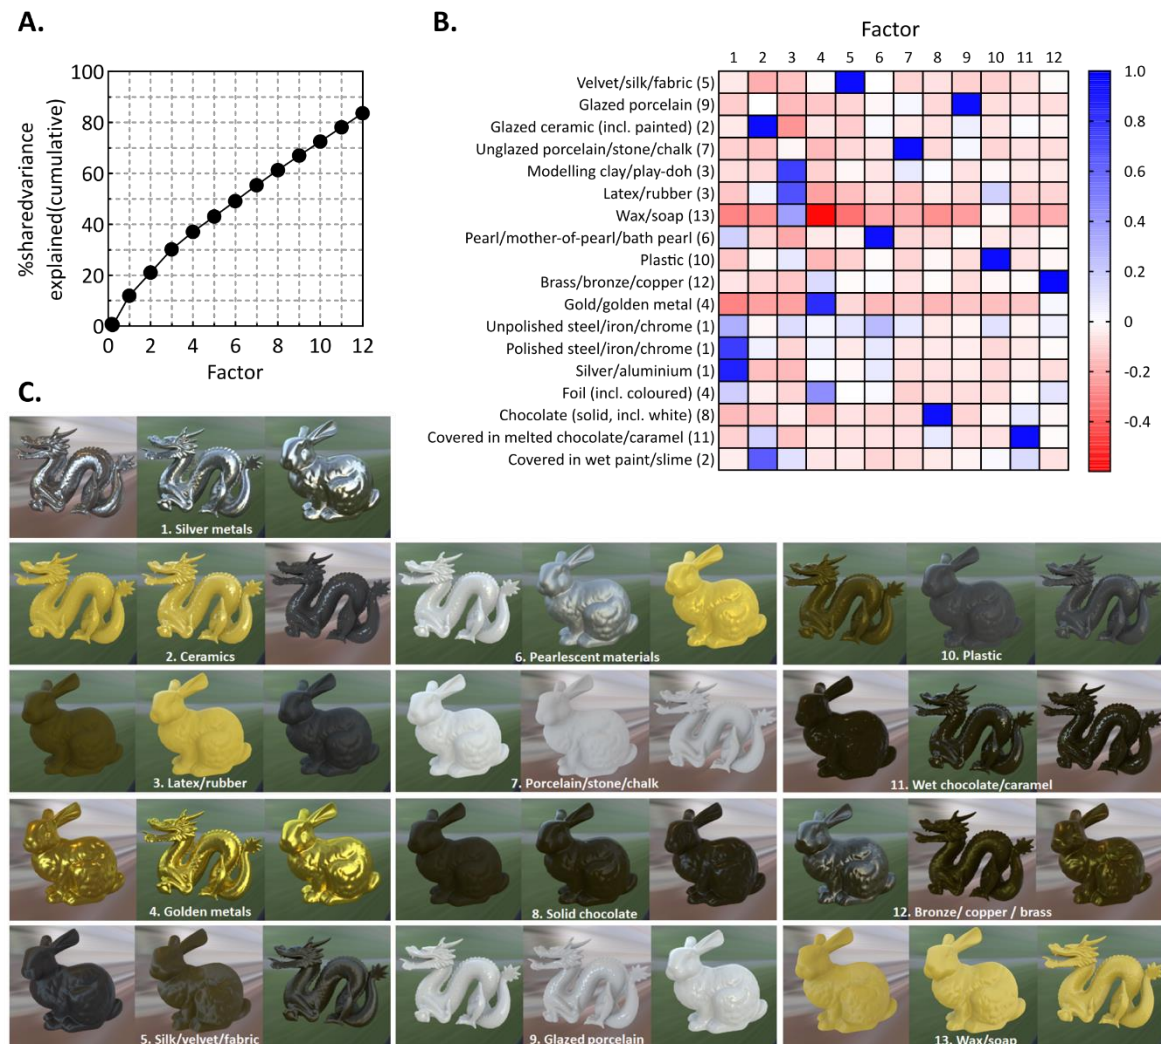 A.
%sharedvariance
explained(cumulative)
100
80
60
40
20
0
0 2 4 6 8 10 12
Factor
B.
Factor
1 2 3 4 5 6 7 8 9 10 11 12
Velvet/silk/fabric (5)
Glazed porcelain (9)
Glazed ceramic (incl. painted) (2)
Unglazed porcelain/stone/chalk (7)
Modelling clay/play-doh (3)
Latex/rubber (3)
Wax/soap (13)
Pearl/mother-of-pearl/bath pearl (6)
Plastic (10)
Brass/bronze/copper (12)
Gold/golden metal (4)
Unpolished steel/iron/chrome (1)
Polished steel/iron/chrome (1)
Silver/aluminium (1)
Foil (incl. coloured) (4)
Chocolate (solid, incl. white) (8)
Covered in melted chocolate/caramel (11)
Covered in wet paint/slime (2)
1.0
0.8
0.6
0.4
0.2
0
-0.2
-0.4
C.
1. Silver metals
2. Ceramics
3. Latex/rubber
4. Golden metals
5. Silk/velvet/fabric
6. Pearlescent materials
7. Porcelain/stone/chalk
8. Solid chocolate
9. Glazed porcelain
10. Plastic
11. Wet chocolate/caramel
12. Bronze/ copper / brass
13. Wax/soap